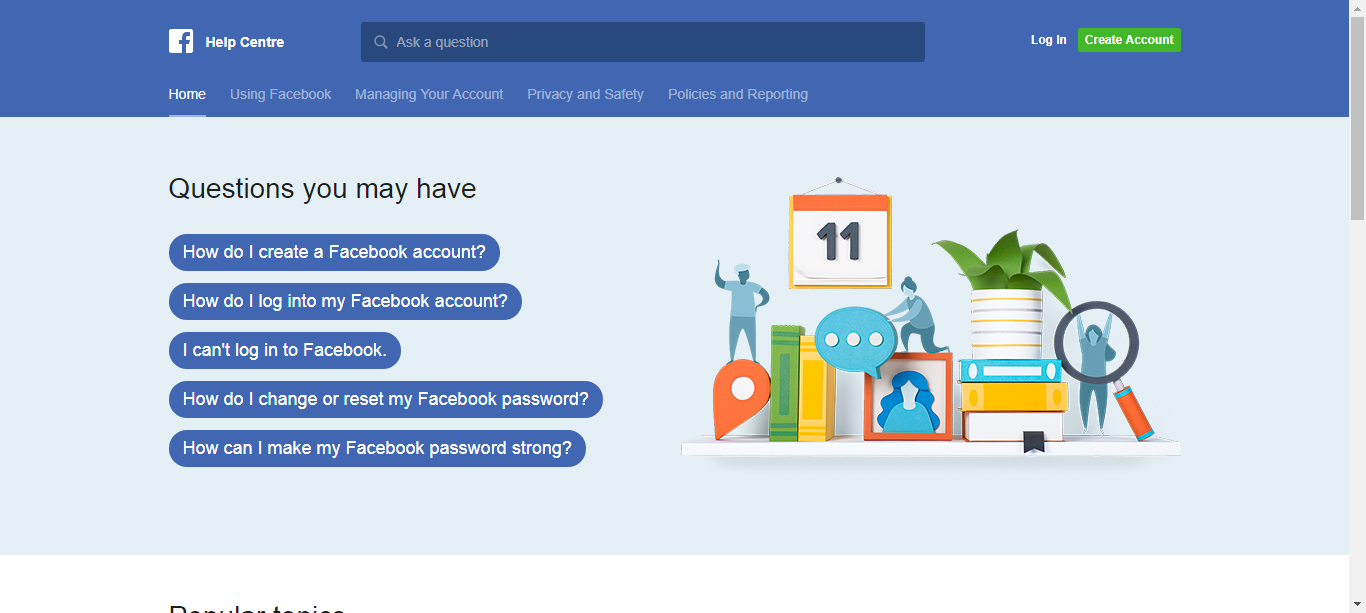 Help Centre
Ask a question
Log In
Create Account
Home
Using Facebook
Managing Your Account
Privacy and Safety
Policies and Reporting
Questions you may have
How do I create a Facebook account?
How do I log into my Facebook account?
I can't log in to Facebook.
How do I change or reset my Facebook password?
How can I make my Facebook password strong?
11
Popular topics